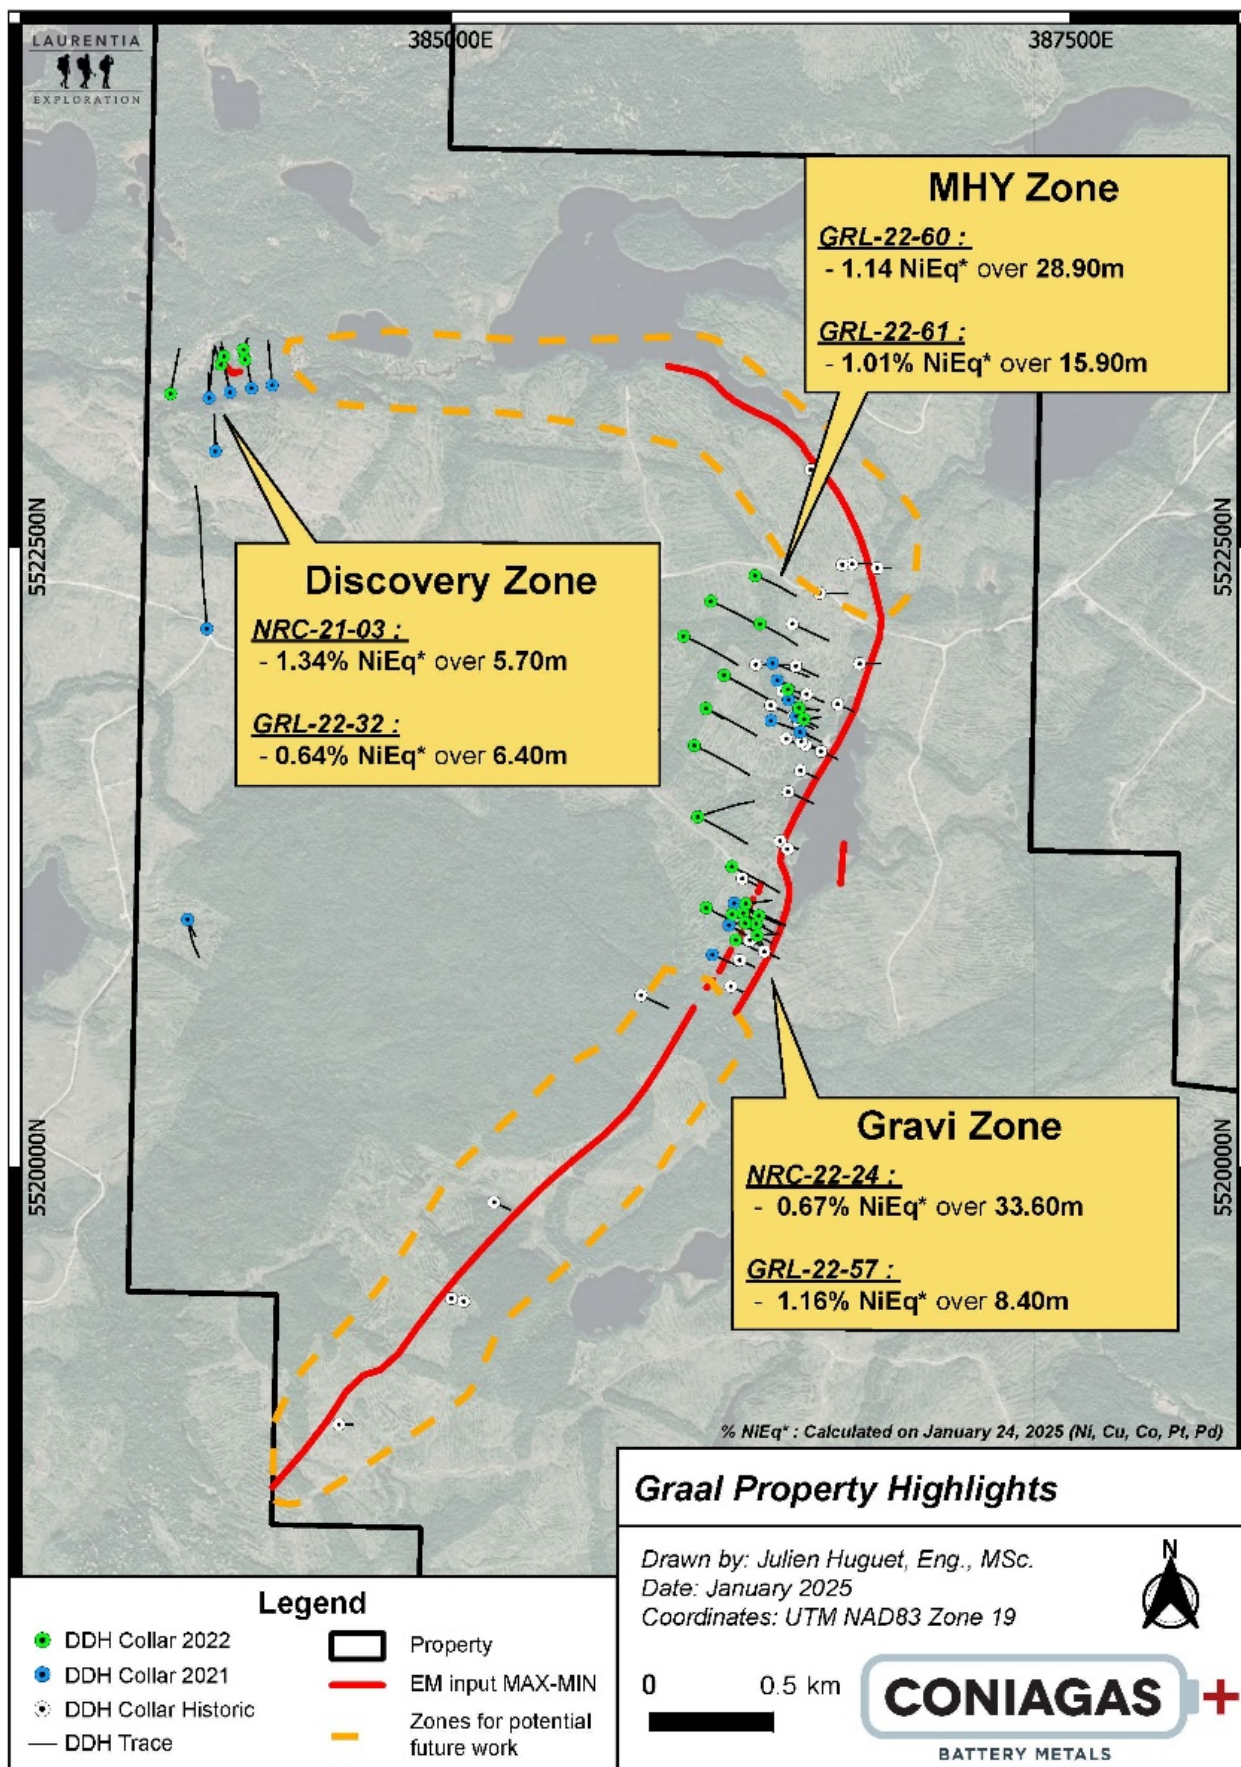 LAURENTIA
EXPLORATION
385000E
387500E
MHY Zone
GRL-22-60 :
- 1.14 NiEq* over 28.90m
GRL-22-61 :
- 1.01% NiEq* over 15.90m
5522500N
5522500N
Discovery Zone
NRC-21-03 :
- 1.34% NiEq* over 5.70m
GRL-22-32 :
- 0.64% NiEq* over 6.40m
5520000N
5520000N
Gravi Zone
NRC-22-24 :
- 0.67% NiEq* over 33.60m
GRL-22-57 :
- 1.16% NiEq* over 8.40m
% NiEq* : Calculated on January 24, 2025 (Ni, Cu, Co, Pt, Pd)
Graal Property Highlights
Drawn by: Julien Huguet, Eng., MSc.
Date: January 2025
Coordinates: UTM NAD83 Zone 19
N
0 0.5 km
CONIAGAS +
BATTERY METALS
Legend
DDH Collar 2022
DDH Collar 2021
DDH Collar Historic
DDH Trace
Property
EM input MAX-MIN
Zones for potential
future work